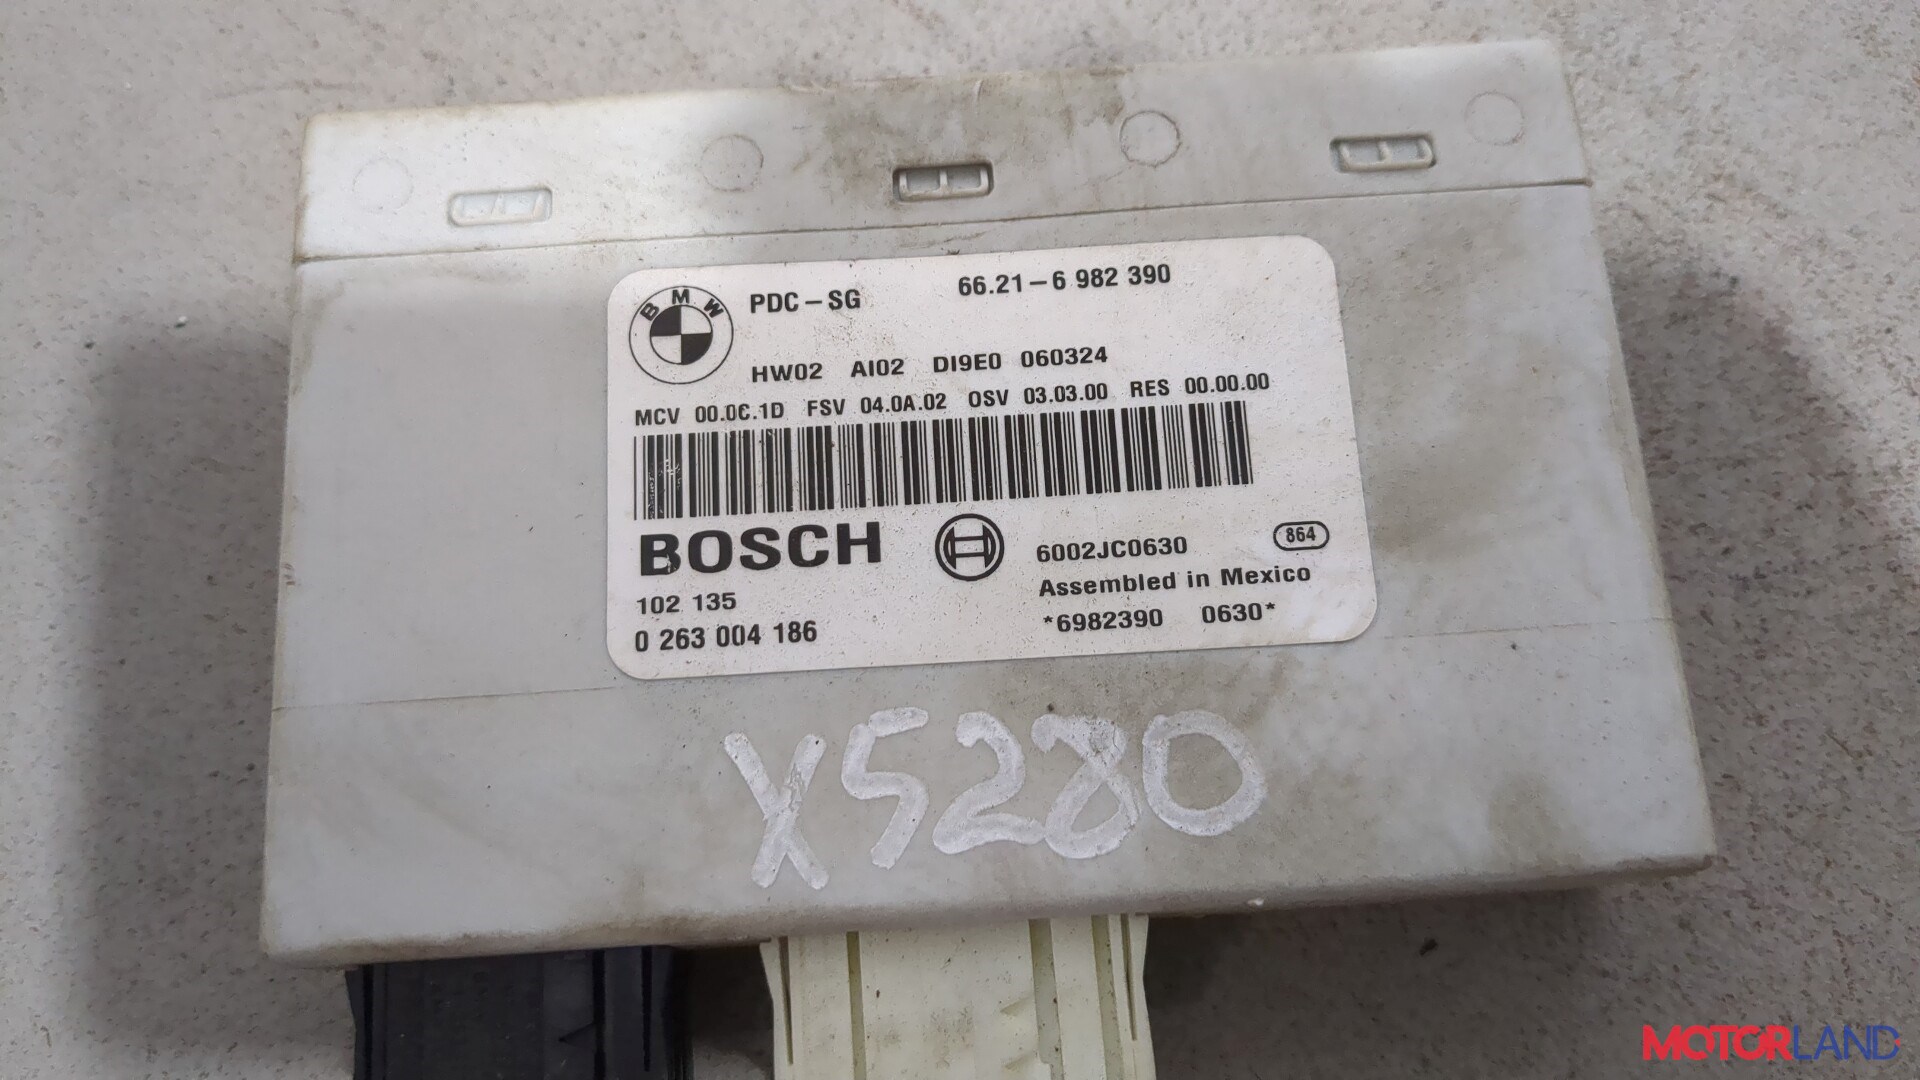 BMW
PDC-SG 66.21-6 982 390
HW02 AI02 DI9E0 060324
MCV 00.0C.1D FSV 04.0A.02 OSV 03.03.00 RES 00.00.00
BOSCH
6002JC0630 864
Assembled in Mexico
102 135
*6982390 0630*
0 263 004 186
X5280
MOTORLAND